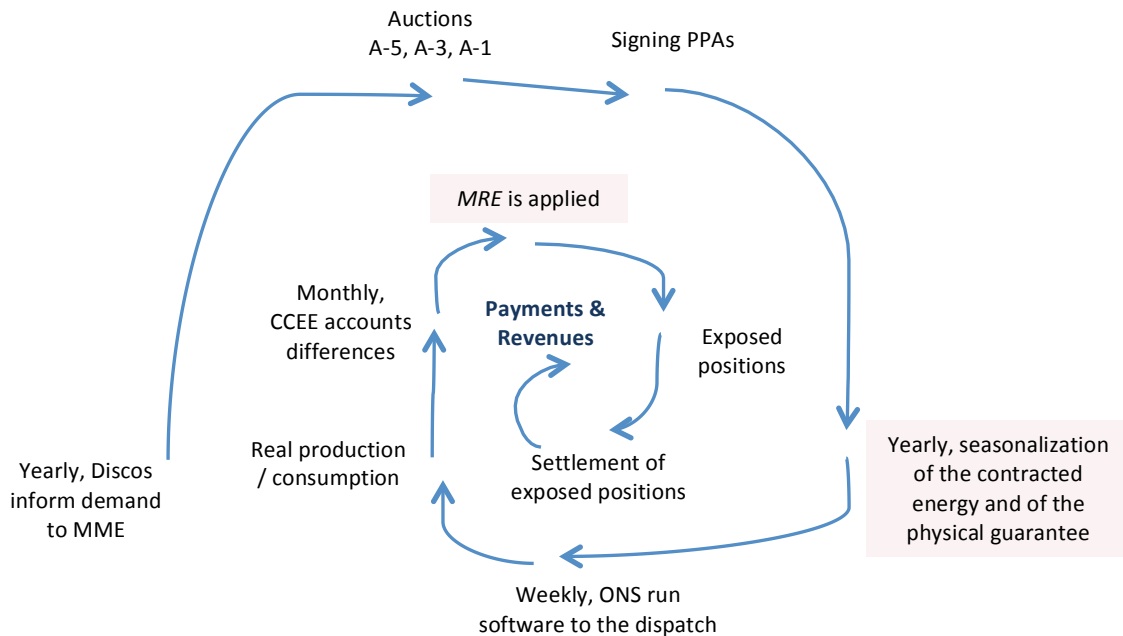 Auctions
A-5, A-3, A-1
Signing PPAs
MRE is applied
Monthly,
CCEE accounts
differences
Payments &
Revenues
Exposed
positions
Real production
/ consumption
Settlement of
exposed positions
Yearly, Discos
inform demand
to MME
Yearly, seasonalization
of the contracted
energy and of the
physical guarantee
Weekly, ONS run
software to the dispatch